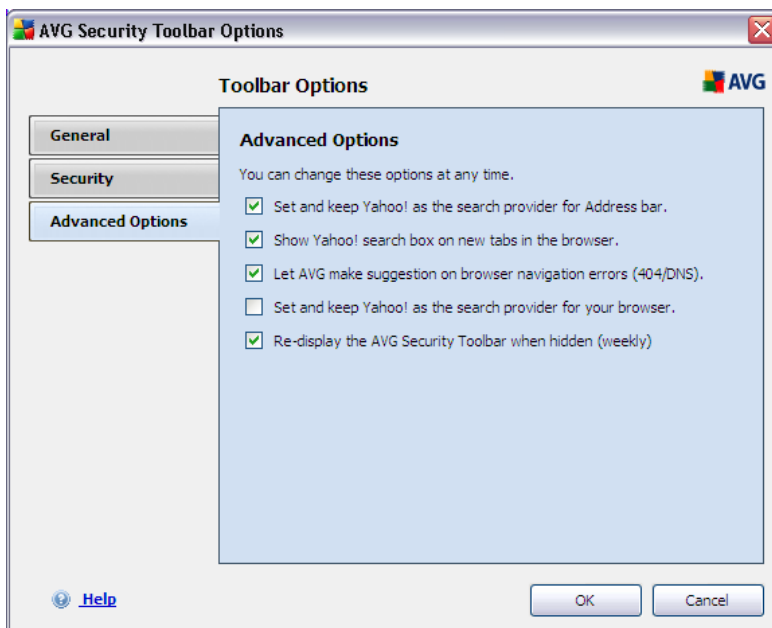 AVG Security Toolbar Options
Toolbar Options
AVG
General
Security
Advanced Options
Advanced Options
You can change these options at any time.
Set and keep Yahoo! as the search provider for Address bar.
Show Yahoo! search box on new tabs in the browser.
Let AVG make suggestion on browser navigation errors (404/DNS).
Set and keep Yahoo! as the search provider for your browser.
Re-display the AVG Security Toolbar when hidden (weekly)
Help
OK
Cancel